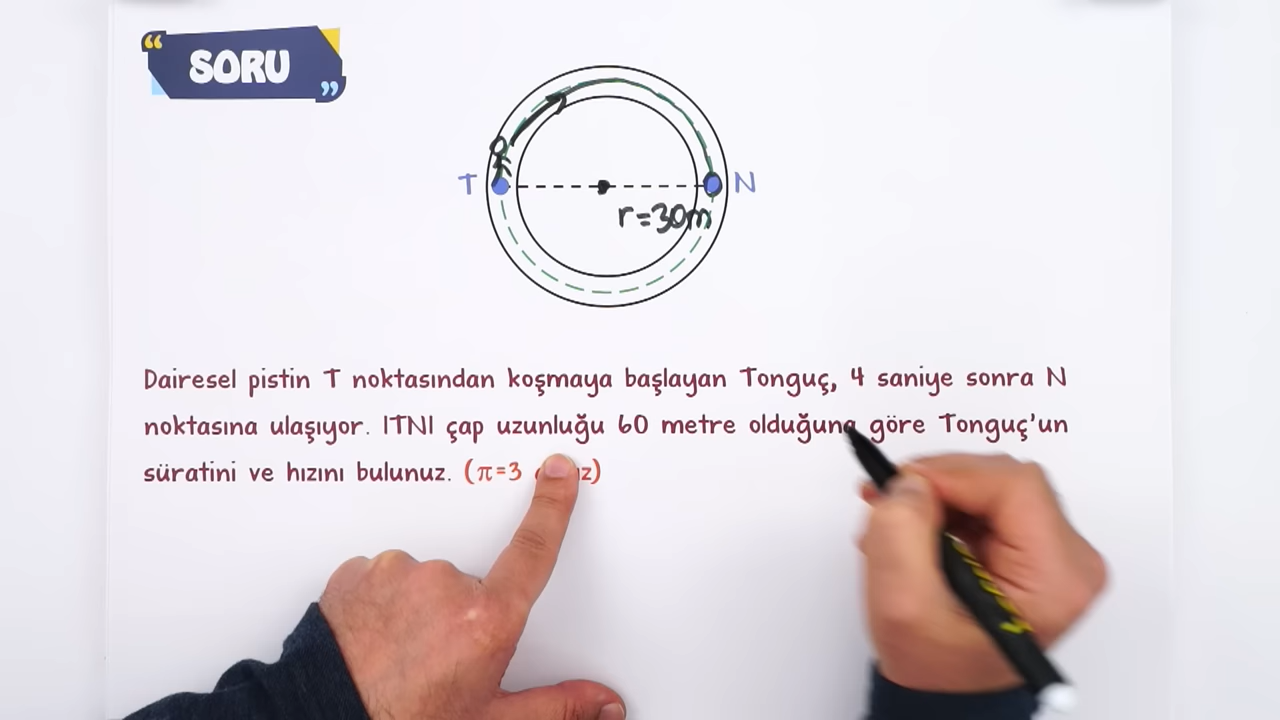 “ SORU ”
T N
r=30m
Dairesel pistin T noktasından koşmaya başlayan Tonguç, 4 saniye sonra N
noktasına ulaşıyor. ITNI çap uzunluğu 60 metre olduğuna göre Tonguç'un
süratini ve hızını bulunuz. (π=3